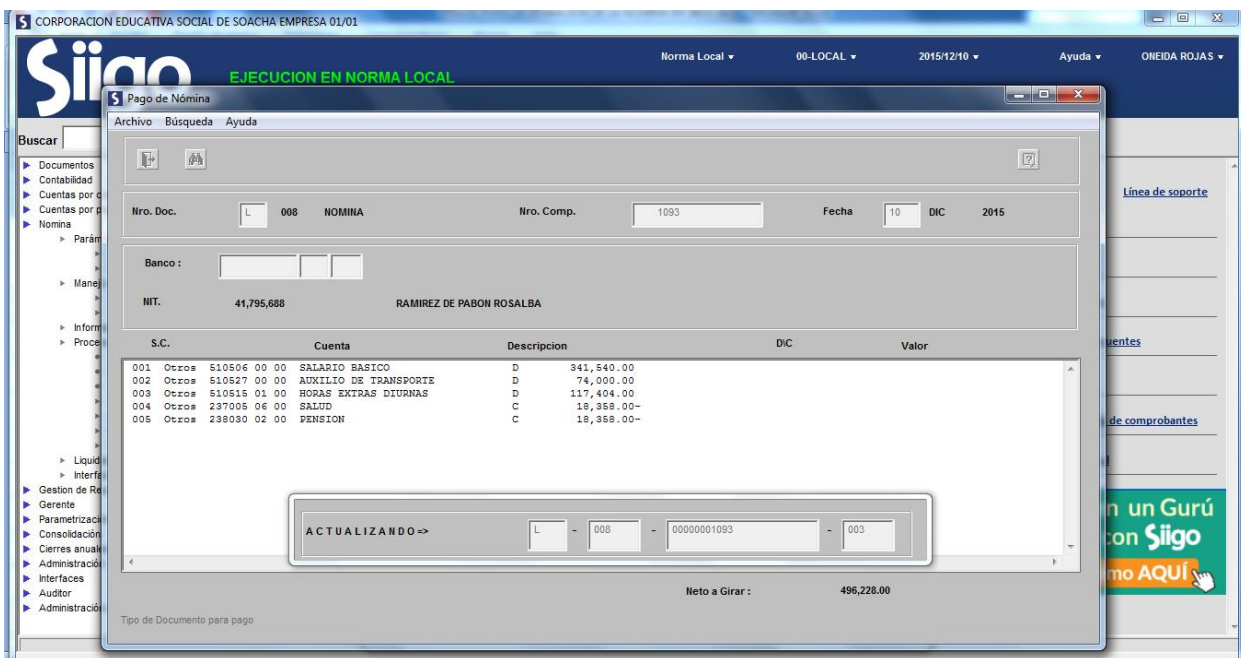 CORPORACION EDUCATIVA SOCIAL DE SOACHA EMPRESA 01/01
Siigo
EJECUCION EN NORMA LOCAL
Norma Local 00-LOCAL 2015/12/10 Ayuda ONEIDA ROJAS
Pago de Nómina
Archivo Búsqueda Ayuda
Buscar
Documentos
Contabilidad
Cuentas por
Cuentas por
Nomina
Línea de soporte
Nro. Doc. L 008 NOMINA Nro. Comp. 1093 Fecha 10 DIC 2015
Banco :
NIT. 41,795,688 RAMIREZ DE PABON ROSALBA
S.C. Cuenta Descripcion D\C Valor
001 Otros 510506 00 00 SALARIO BASICO D 341,540.00
002 Otros 510527 00 00 AUXILIO DE TRANSPORTE D 74,000.00
003 Otros 510515 01 00 HORAS EXTRAS DIURNAS D 117,404.00
004 Otros 237005 06 00 SALUD C 18,358.00-
005 Otros 238030 02 00 PENSION C 18,358.00-
Parám
Manej
Inform
Proce
Liquid
Interfa
Gestion de Re
Gerente
Parametrizaci
Consolidación
Cierres anuale
Administració
Interfaces
Auditor
Administració
uentes
de comprobantes
ACTUALIZANDO=> L - 008 - 00000001093 - 003
n un Gurú
con Siigo
mo AQUÍ
Neto a Girar : 496,228.00
Tipo de Documento para pago